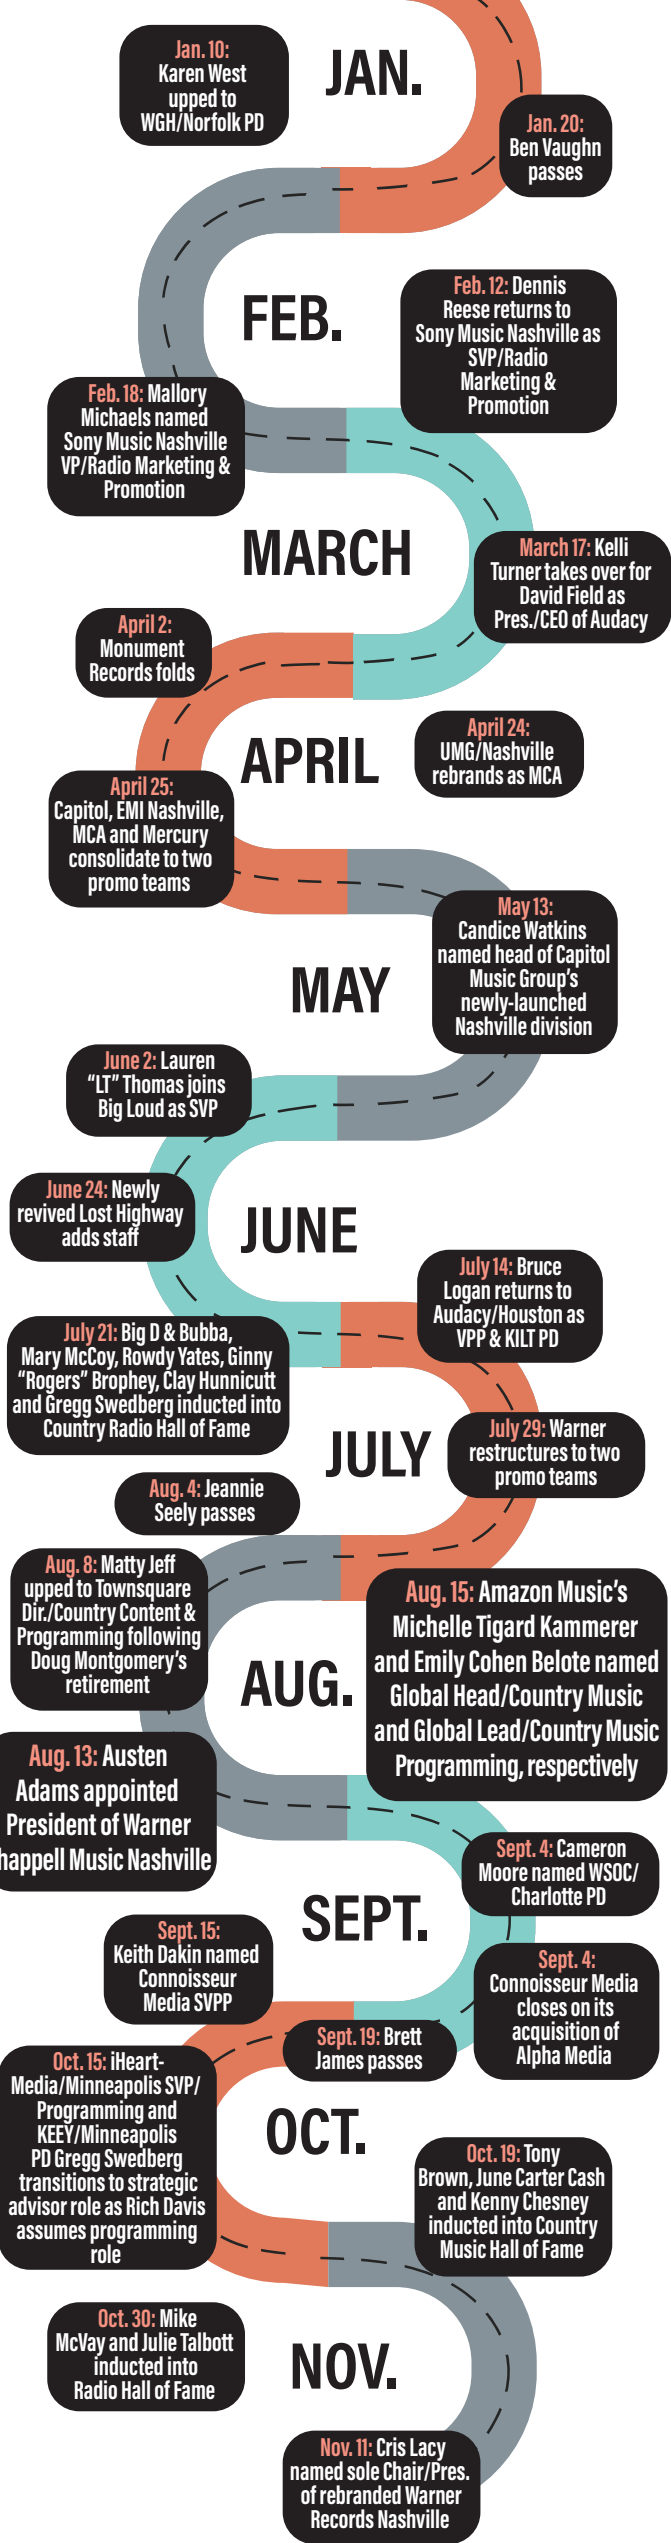 Jan. 10:
Karen West
upped to
WGH/Norfolk PD
JAN.
Jan. 20:
Ben Vaughn
passes
FEB.
Feb. 12: Dennis
Reese returns to
Sony Music Nashville as
SVP/Radio
Marketing &
Promotion
Feb. 18: Mallory
Michaels named
Sony Music Nashville
VP/Radio Marketing &
Promotion
MARCH
March 17: Kelli
Turner takes over for
David Field as
Pres./CEO of Audacy
April 2:
Monument
Records folds
APRIL
April 24:
UMG/Nashville
rebrands as MCA
April 25:
Capitol, EMI Nashville,
MCA and Mercury
consolidate to two
promo teams
May 13:
Candice Watkins
named head of Capitol
Music Group's
newly-launched
Nashville division
MAY
June 2: Lauren
“LT” Thomas joins
Big Loud as SVP
June 24: Newly
revived Lost Highway
adds staff
JUNE
July 14: Bruce
Logan returns to
Audacy/Houston as
VPP & KILT PD
July 21: Big D & Bubba,
Mary McCoy, Rowdy Yates, Ginny
“Rogers” Brophey, Clay Hunnicutt
and Gregg Swedberg inducted into
Country Radio Hall of Fame
JULY
July 29: Warner
restructures to two
promo teams
Aug. 4: Jeannie
Seely passes
Aug. 8: Matty Jeff
upped to Townsquare
Dir./Country Content &
Programming following
Doug Montgomery's
retirement
AUG.
Aug. 15: Amazon Music's
Michelle Tigard Kammerer
and Emily Cohen Belote named
Global Head/Country Music
and Global Lead/Country Music
Programming, respectively
Aug. 13: Austen
Adams appointed
President of Warner
happell Music Nashville
Sept. 4: Cameron
Moore named WSOC/
Charlotte PD
SEPT.
Sept. 15:
Keith Dakin named
Connoisseur
Media SVPP
Sept. 4:
Connoisseur Media
closes on its
acquisition of
Alpha Media
Sept. 19: Brett
James passes
Oct. 15: iHeart-
Media/Minneapolis SVP/
Programming and
KEEY/Minneapolis
PD Gregg Swedberg
transitions to strategic
advisor role as Rich Davis
assumes programming
role
OCT.
Oct. 19: Tony
Brown, June Carter Cash
and Kenny Chesney
inducted into Country
Music Hall of Fame
Oct. 30: Mike
McVay and Julie Talbott
inducted into
Radio Hall of Fame
NOV.
Nov. 11: Cris Lacy
named sole Chair/Pres.
of rebranded Warner
Records Nashville